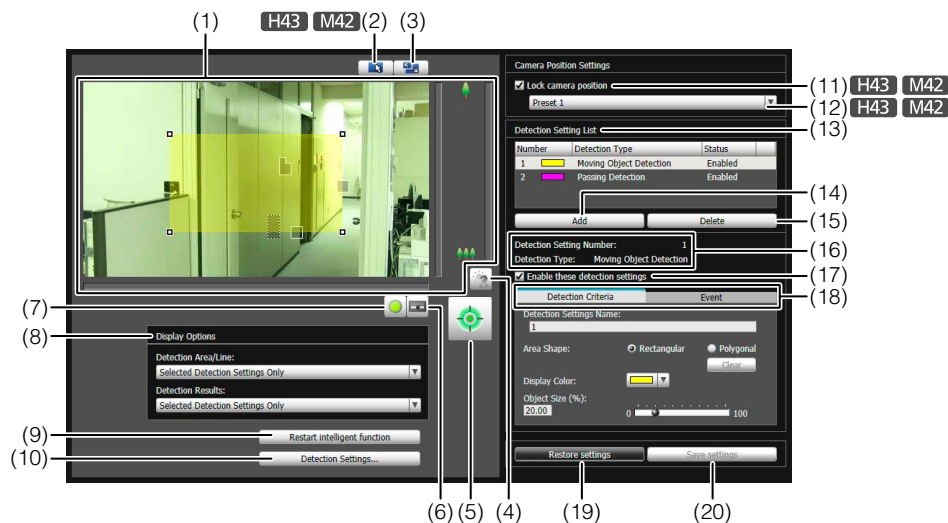 (1) H43 M42 (2) (3)
Camera Position Settings
Lock camera position
(11) H43 M42
Preset 1
(12) H43 M42
Detection Setting List
(13)
Number Detection Type Status
1 Moving Object Detection Enabled
2 Passing Detection Enabled
(14)
Add Delete
(15)
Detection Setting Number: 1
Detection Type: Moving Object Detection
(16)
Enable these detection settings
(17)
Detection Criteria Event
(18)
Detection Settings Name:
1
Area Shape: Rectangular Polygonal
Clear
Display Color:
Object Size (%):
20.00 0 100
(7)
(8)
Display Options
Detection Area/Line:
Selected Detection Settings Only
Detection Results:
Selected Detection Settings Only
(9)
Restart intelligent function
(10)
Detection Settings...
Restore settings Save settings
(6) (5) (4) (19) (20)